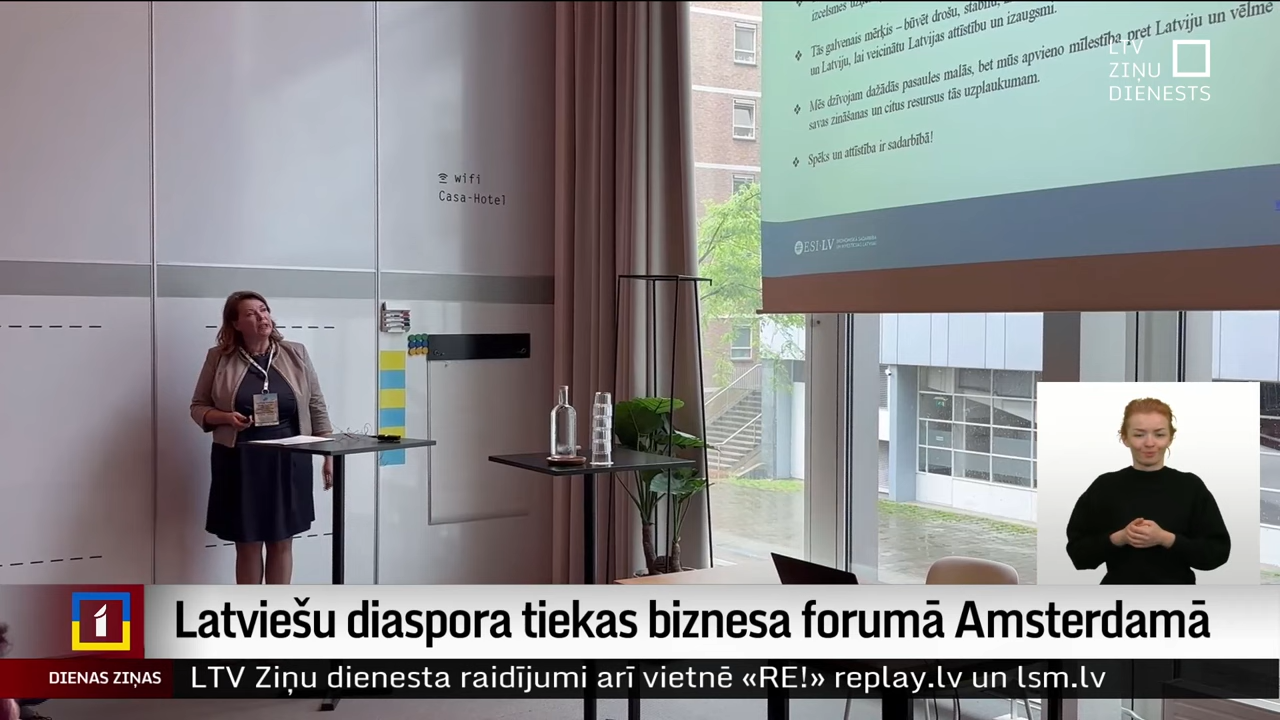 izcelsmes
Tās galvenais mērķis – būvēt drošu, stabilu,
un Latviju, lai veicinātu Latvijas attīstību un izaugsmi.
Mēs dzīvojam dažādās pasaules malās, bet mūs apvieno mīlestība pret Latviju un vēlme
savas zināšanas un citus resursus tās uzplaukumam.
Spēks un attīstība ir sadarbībā!
ESI LV
LTV
ZIŅU
DIENESTS
wifi
Casa-Hotel
1
Latviešu diaspora tiekas biznesa forumā Amsterdamā
DIENAS ZIŅAS
LTV Ziņu dienesta raidījumi arī vietnē «RE!» replay.lv un lsm.lv